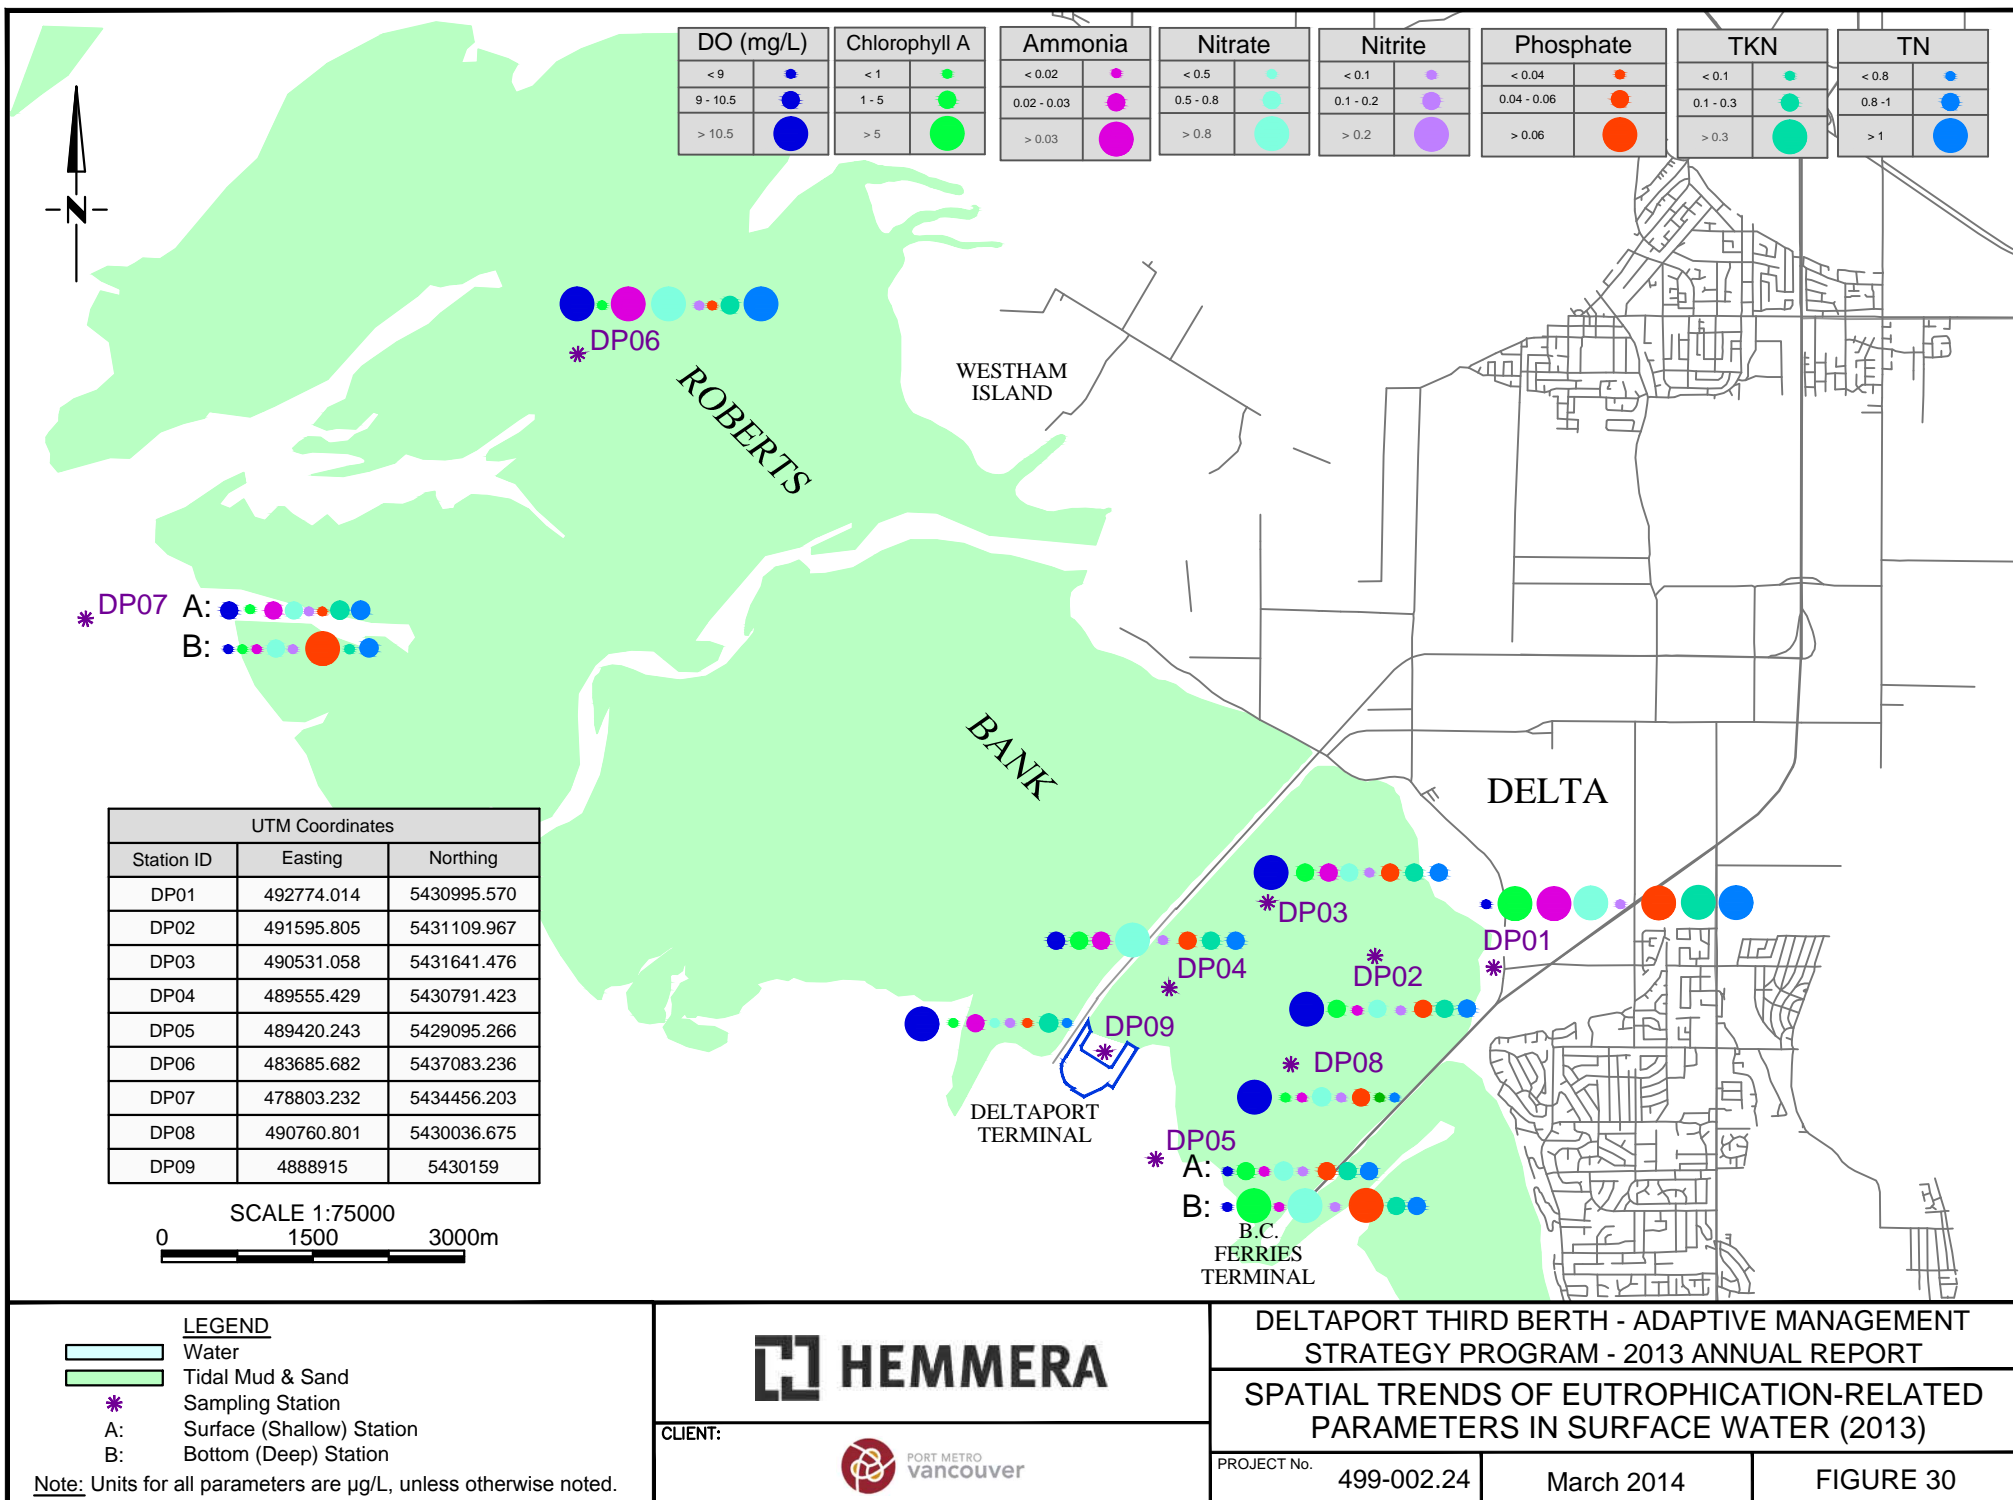 DO (mg/L)
< 9
9 - 10.5
> 10.5
Chlorophyll A
< 1
1 - 5
> 5
Ammonia
< 0.02
0.02 - 0.03
> 0.03
Nitrate
< 0.5
0.5 - 0.8
> 0.8
Nitrite
< 0.1
0.1 - 0.2
> 0.2
Phosphate
< 0.04
0.04 - 0.06
> 0.06
TKN
< 0.1
0.1 - 0.3
> 0.3
TN
< 0.8
0.8 -1
> 1
N
DP06
ROBERTS
WESTHAM
ISLAND
DP07 A:
B:
BANK
DELTA
DP03
DP01
DP04
DP02
DP09
DP08
DELTAPORT
TERMINAL
DP05
A:
B:
B.C.
FERRIES
TERMINAL
UTM Coordinates
Station ID Easting Northing
DP01 492774.014 5430995.570
DP02 491595.805 5431109.967
DP03 490531.058 5431641.476
DP04 489555.429 5430791.423
DP05 489420.243 5429095.266
DP06 483685.682 5437083.236
DP07 478803.232 5434456.203
DP08 490760.801 5430036.675
DP09 4888915 5430159
SCALE 1:75000
0 1500 3000m
LEGEND
Water
Tidal Mud & Sand
Sampling Station
A: Surface (Shallow) Station
B: Bottom (Deep) Station
Note: Units for all parameters are µg/L, unless otherwise noted.
HEMMERA
CLIENT:
PORT METRO
vancouver
DELTAPORT THIRD BERTH - ADAPTIVE MANAGEMENT
STRATEGY PROGRAM - 2013 ANNUAL REPORT
SPATIAL TRENDS OF EUTROPHICATION-RELATED
PARAMETERS IN SURFACE WATER (2013)
PROJECT No. 499-002.24
March 2014
FIGURE 30